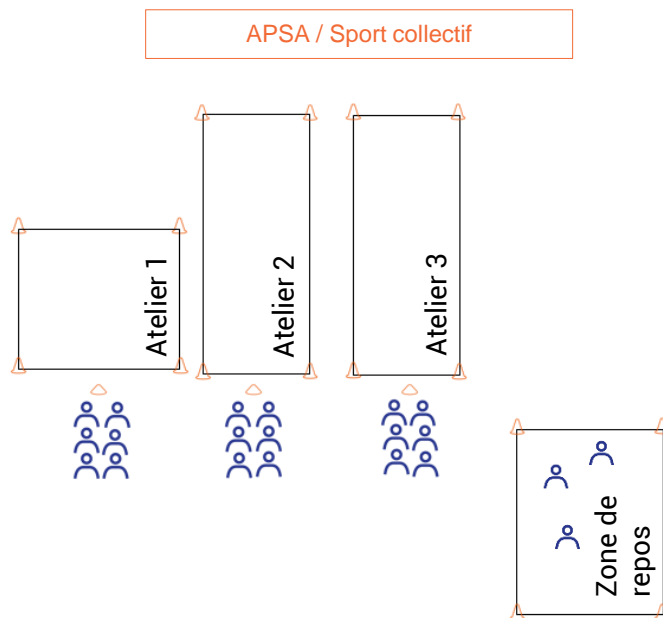 APSA / Sport collectif
Atelier 1
Atelier 2
Atelier 3
Zone de
repos